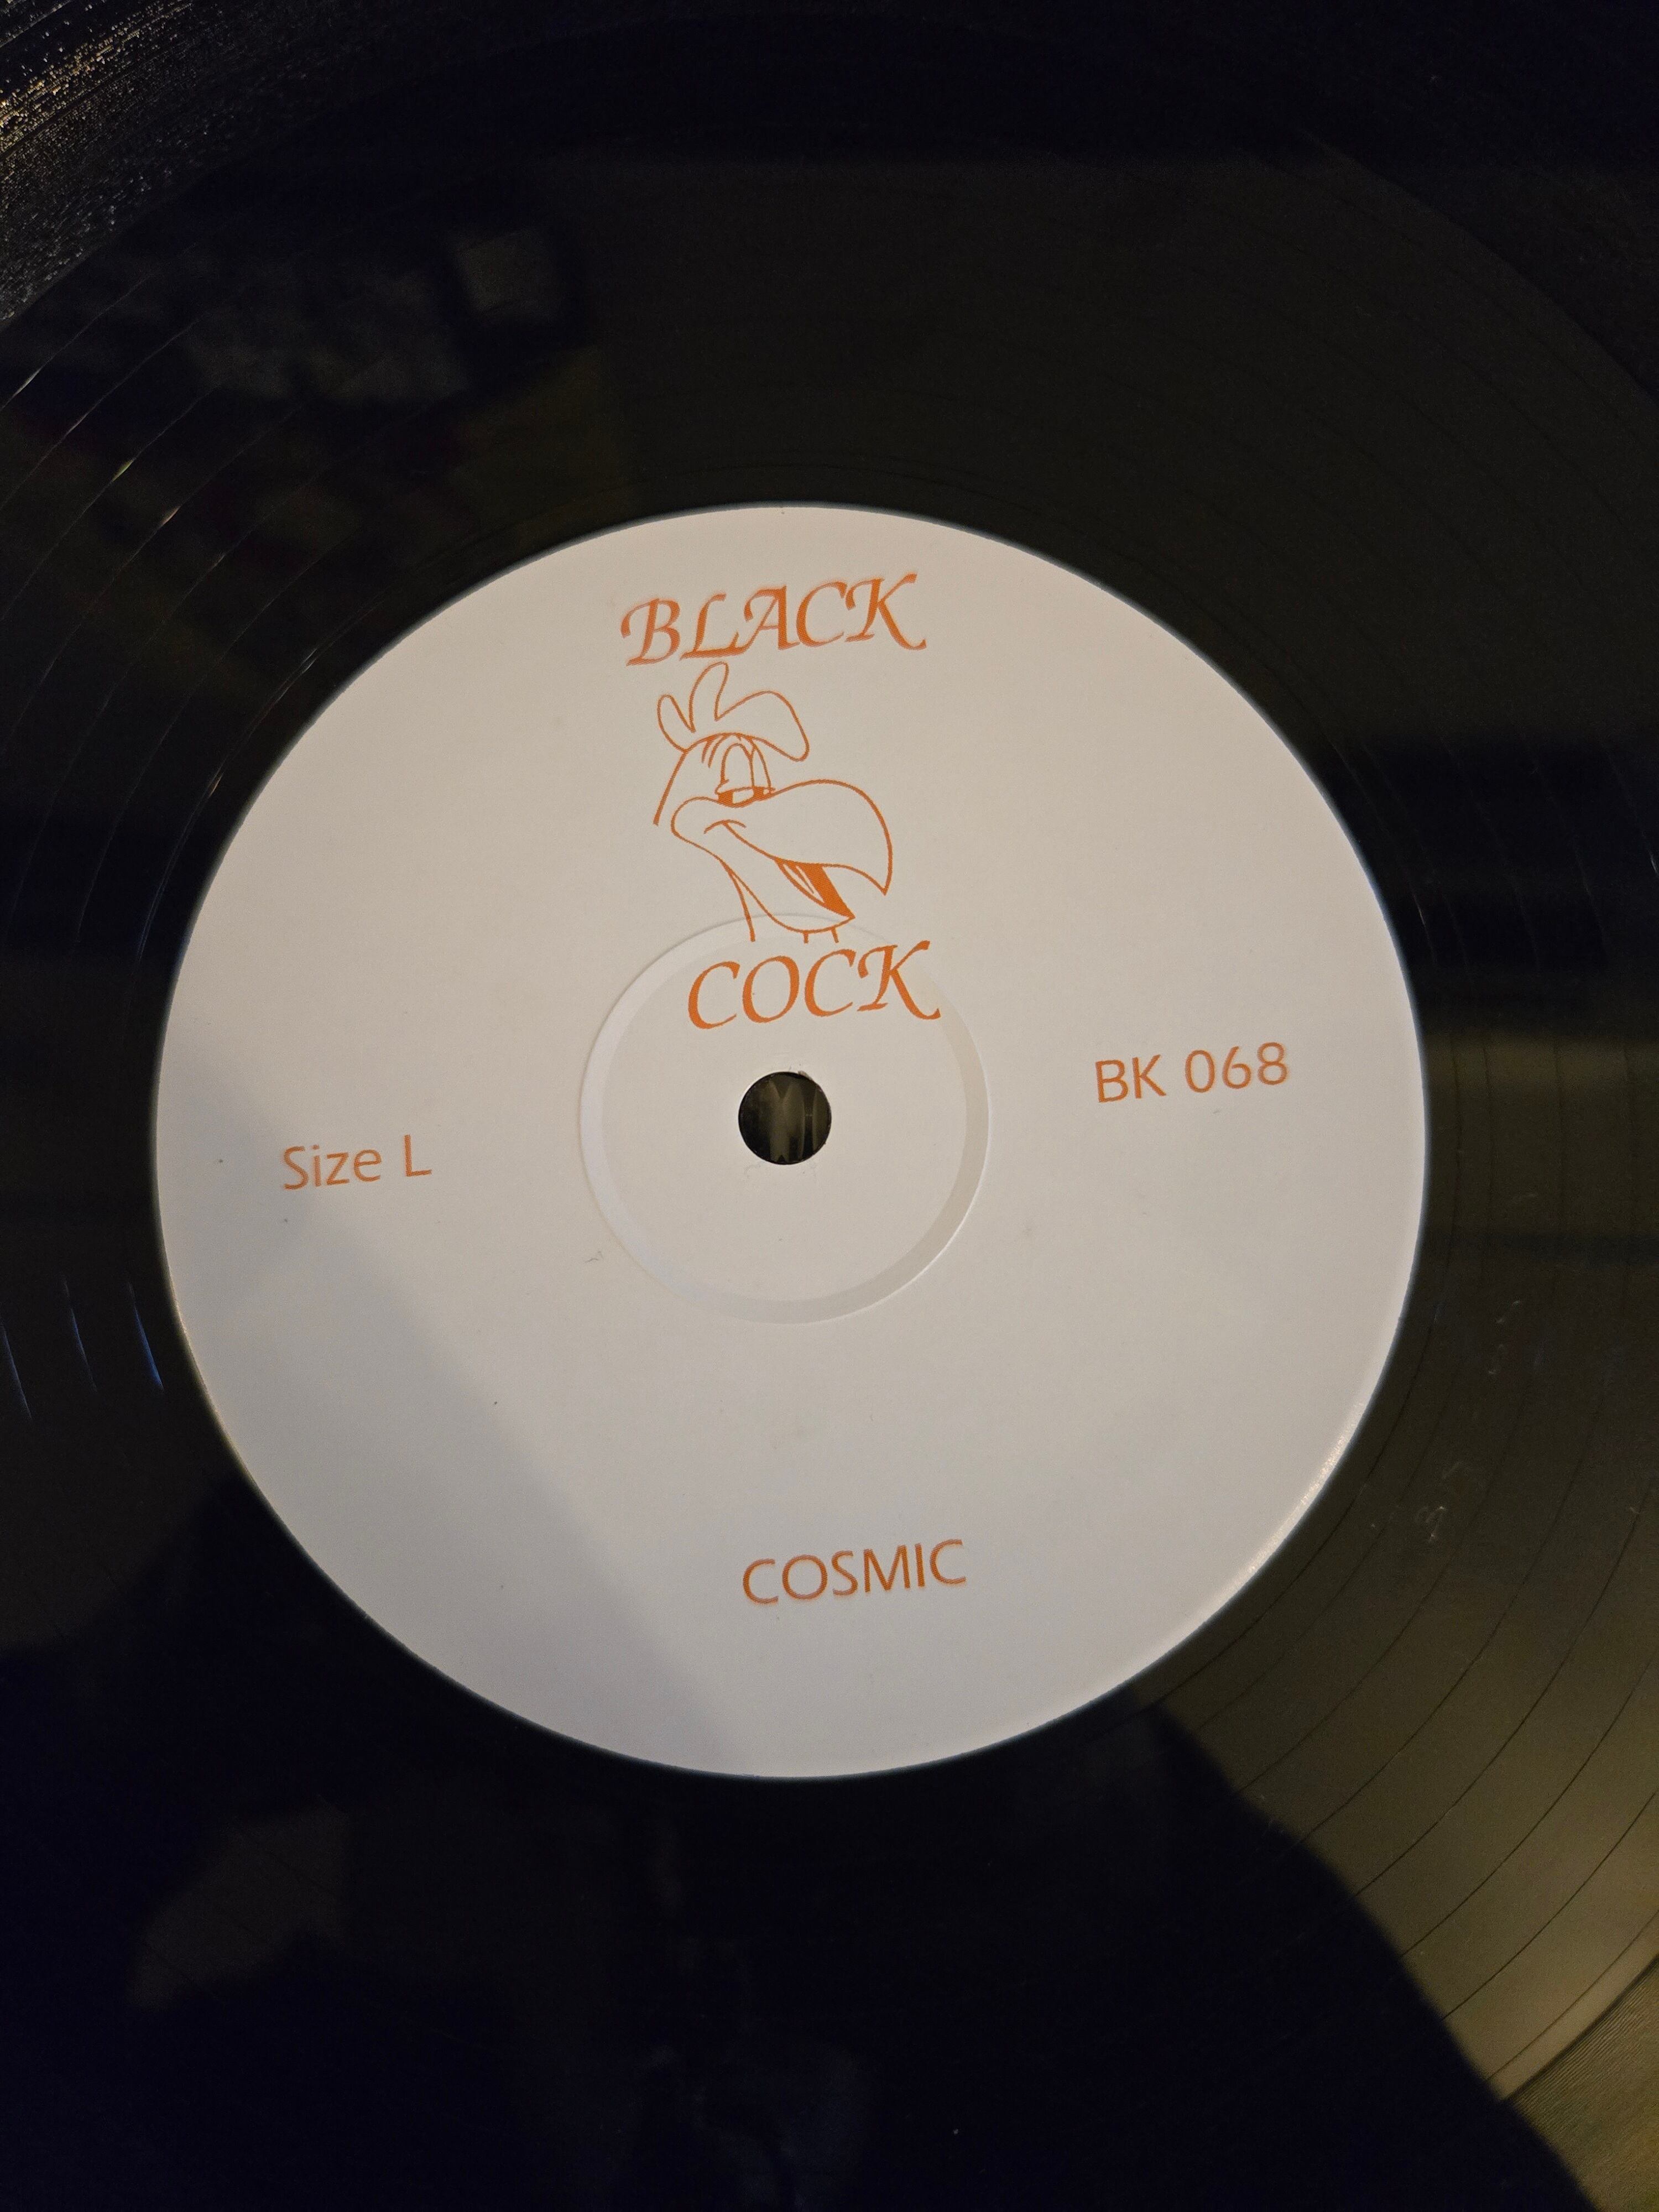 BLACK
COCK
BK 068
Size L
COSMIC